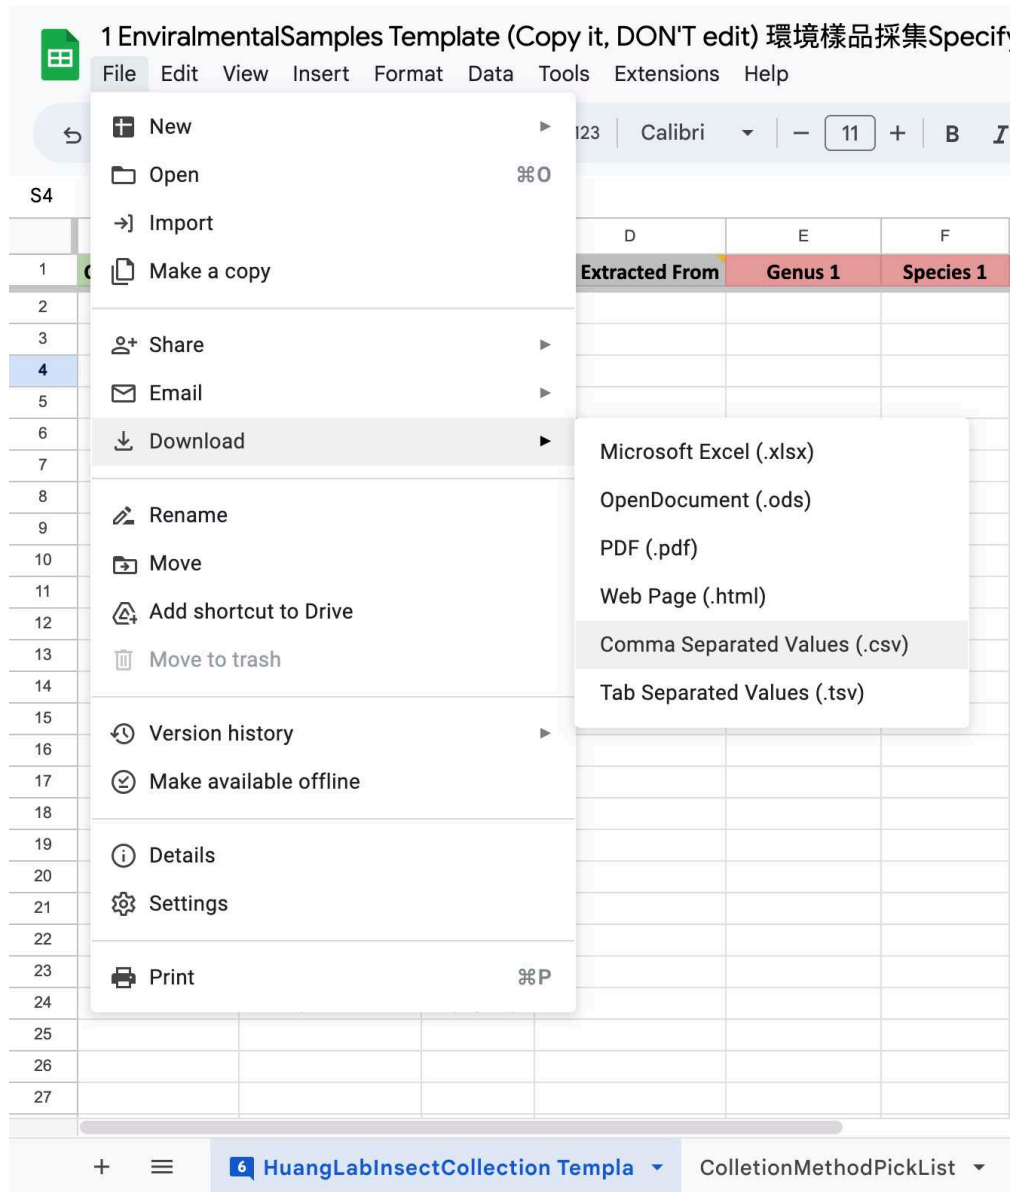 1 EnviralmentalSamples Template (Copy it, DON'T edit) 環境樣品採集Specify
File Edit View Insert Format Data Tools Extensions Help
New
123 Calibri 11 B I
Open ⌘O
S4
Import
D E F
1 Extracted From Genus 1 Species 1
Make a copy
2
3
Share
4
Email
5
6
Download
Microsoft Excel (.xlsx)
7
8
OpenDocument (.ods)
Rename
9
PDF (.pdf)
10
Move
11
Web Page (.html)
12
Add shortcut to Drive
13
Comma Separated Values (.csv)
Move to trash
14
Tab Separated Values (.tsv)
15
Version history
16
17
Make available offline
18
19
Details
20
21
Settings
22
23
Print ⌘P
24
25
26
27
6 HuangLabInsectCollection Templa ColletionMethodPickList